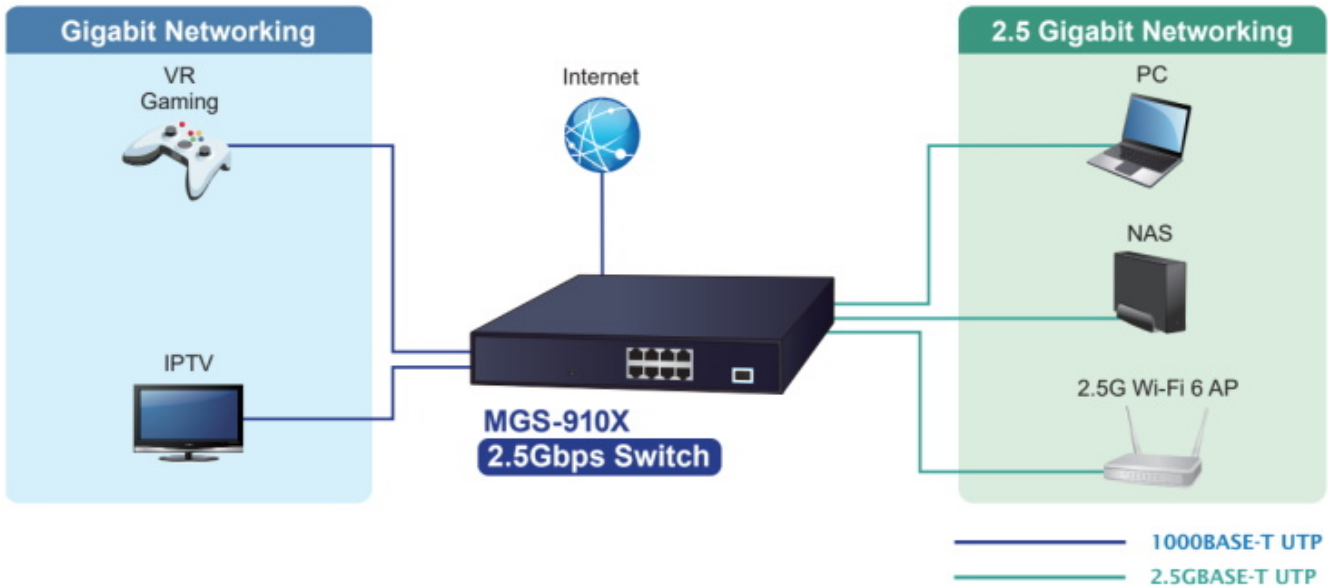 Gigabit Networking
VR
Gaming
IPTV
Internet
MGS-910X
2.5Gbps Switch
2.5 Gigabit Networking
PC
NAS
2.5G Wi-Fi 6 AP
1000BASE-T UTP
2.5GBASE-T UTP